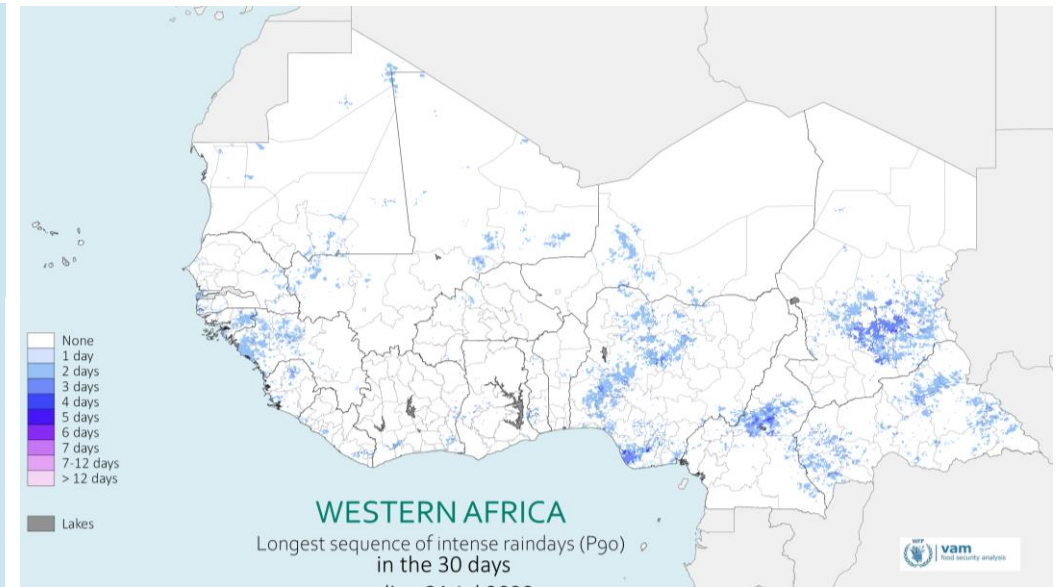 None
1 day
2 days
3 days
4 days
5 days
6 days
7 days
7-12 days
> 12 days
Lakes
WESTERN AFRICA
Longest sequence of intense raindays (P90)
in the 30 days
WFP
vam
food security analysis